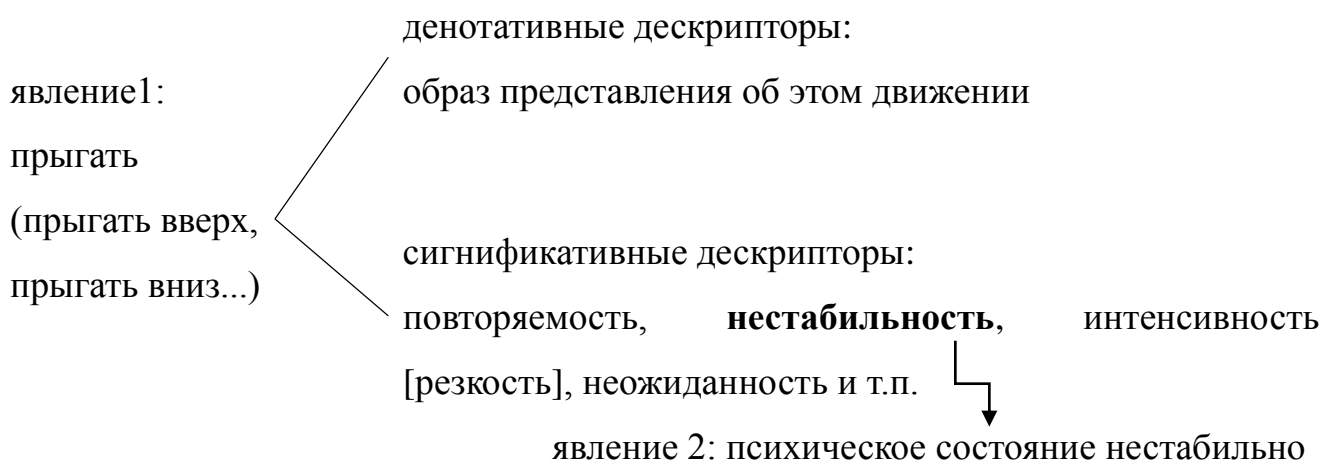 денотативные дескрипторы:
явление1:
образ представления об этом движении
прыгать
(прыгать вверх,
прыгать вниз...)
сигнификативные дескрипторы:
повторяемость, нестабильность, интенсивность
[резкость], неожиданность и т.п.
явление 2: психическое состояние нестабильно